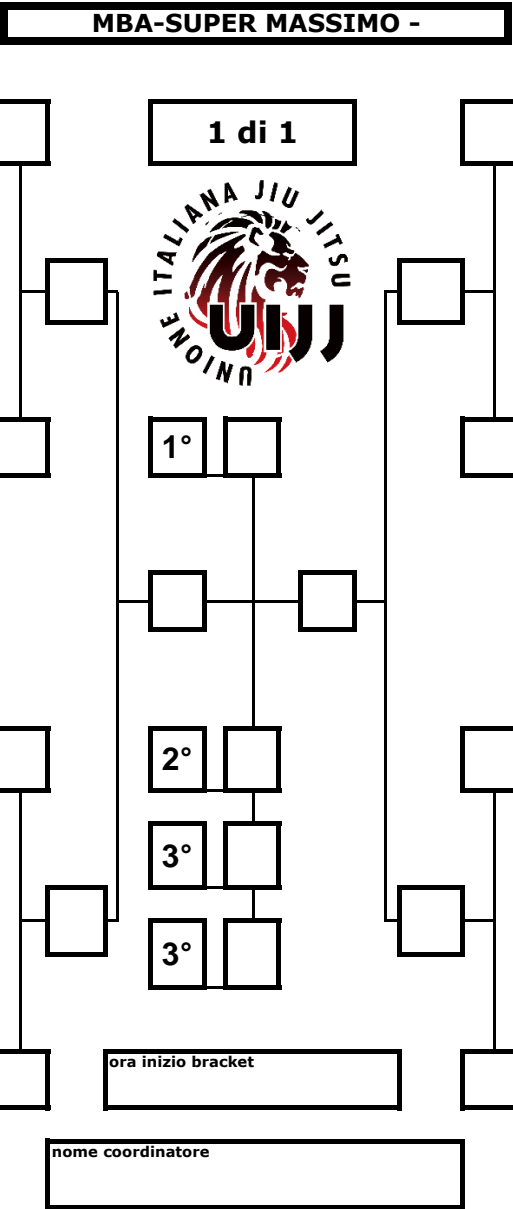 MBA-SUPER MASSIMO -
1 di 1
UNIONE ITALIANA JIU JITSU
UIJJ
1°
2°
3°
3°
ora inizio bracket
nome coordinatore